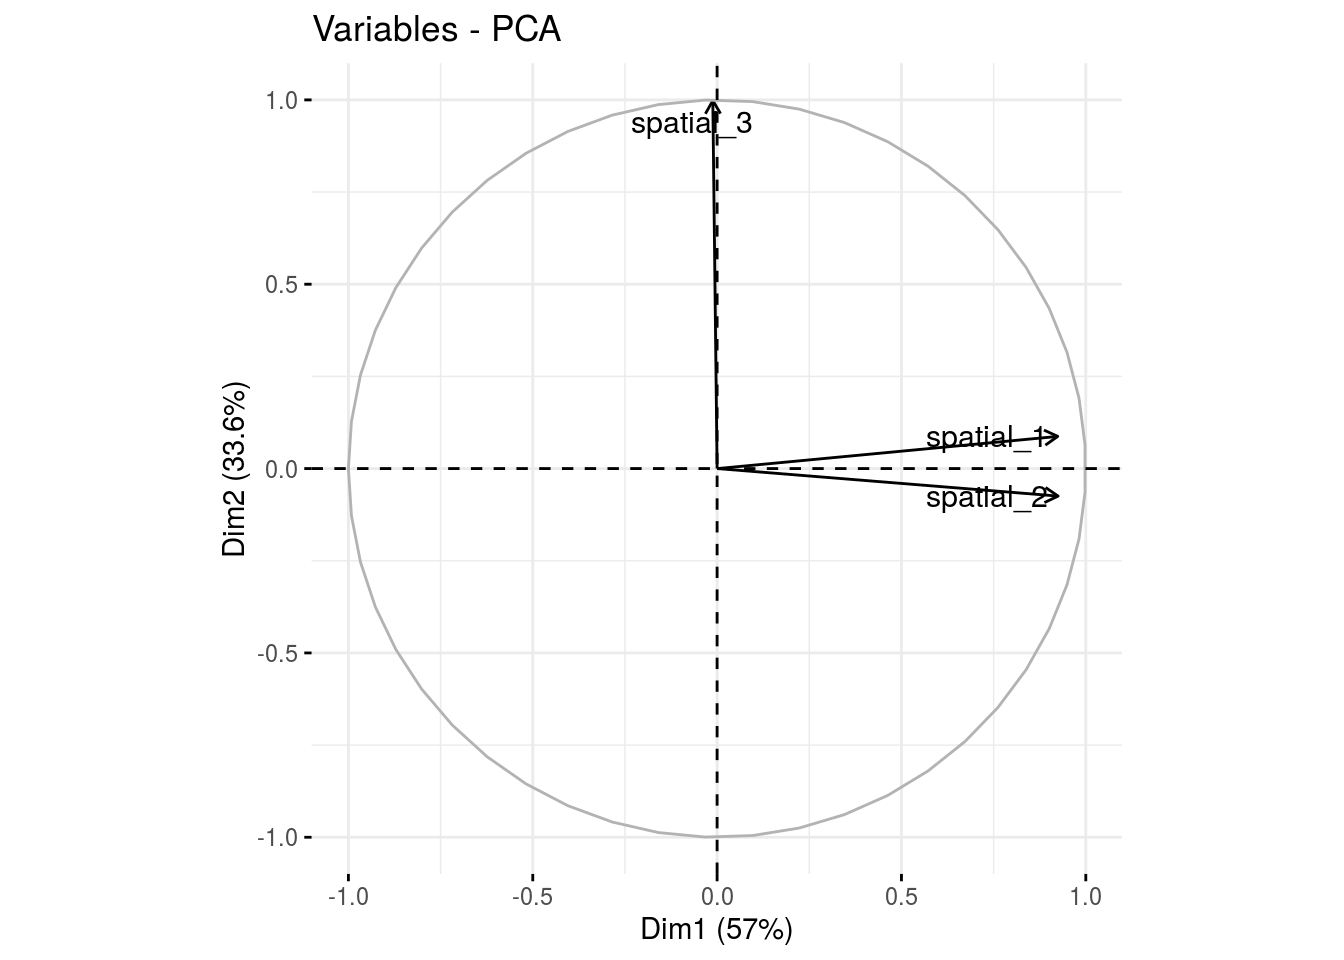 Variables - PCA
1.0
spatial_3
0.5
spatial_1
0.0
spatial_2
-0.5
-1.0
Dim2 (33.6%)
-1.0 -0.5 0.0 0.5 1.0
Dim1 (57%)